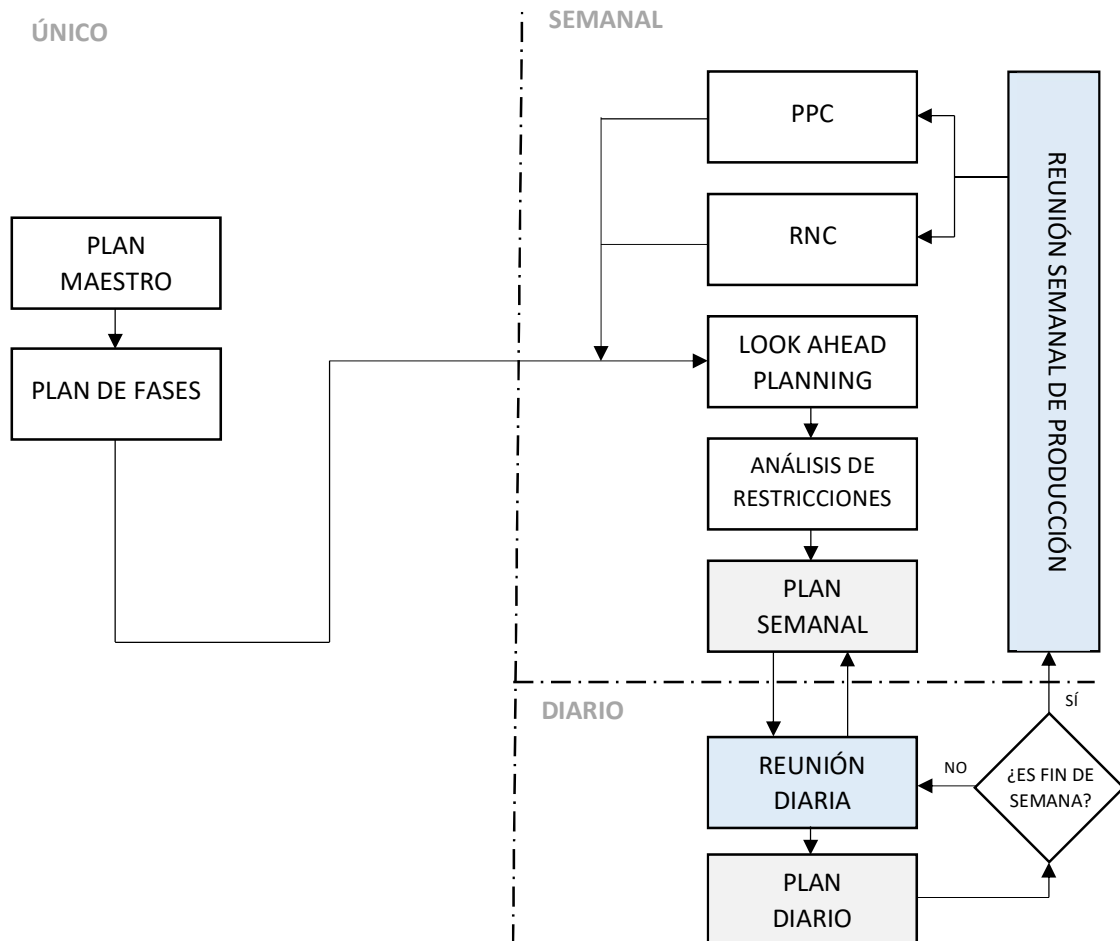 ÚNICO
SEMANAL
PPC
RNC
REUNIÓN SEMANAL DE PRODUCCIÓN
PLAN
MAESTRO
PLAN DE FASES
LOOK AHEAD
PLANNING
ANÁLISIS DE
RESTRICCIONES
PLAN
SEMANAL
DIARIO
SÍ
REUNIÓN
DIARIA
NO
¿ES FIN DE
SEMANA?
PLAN
DIARIO